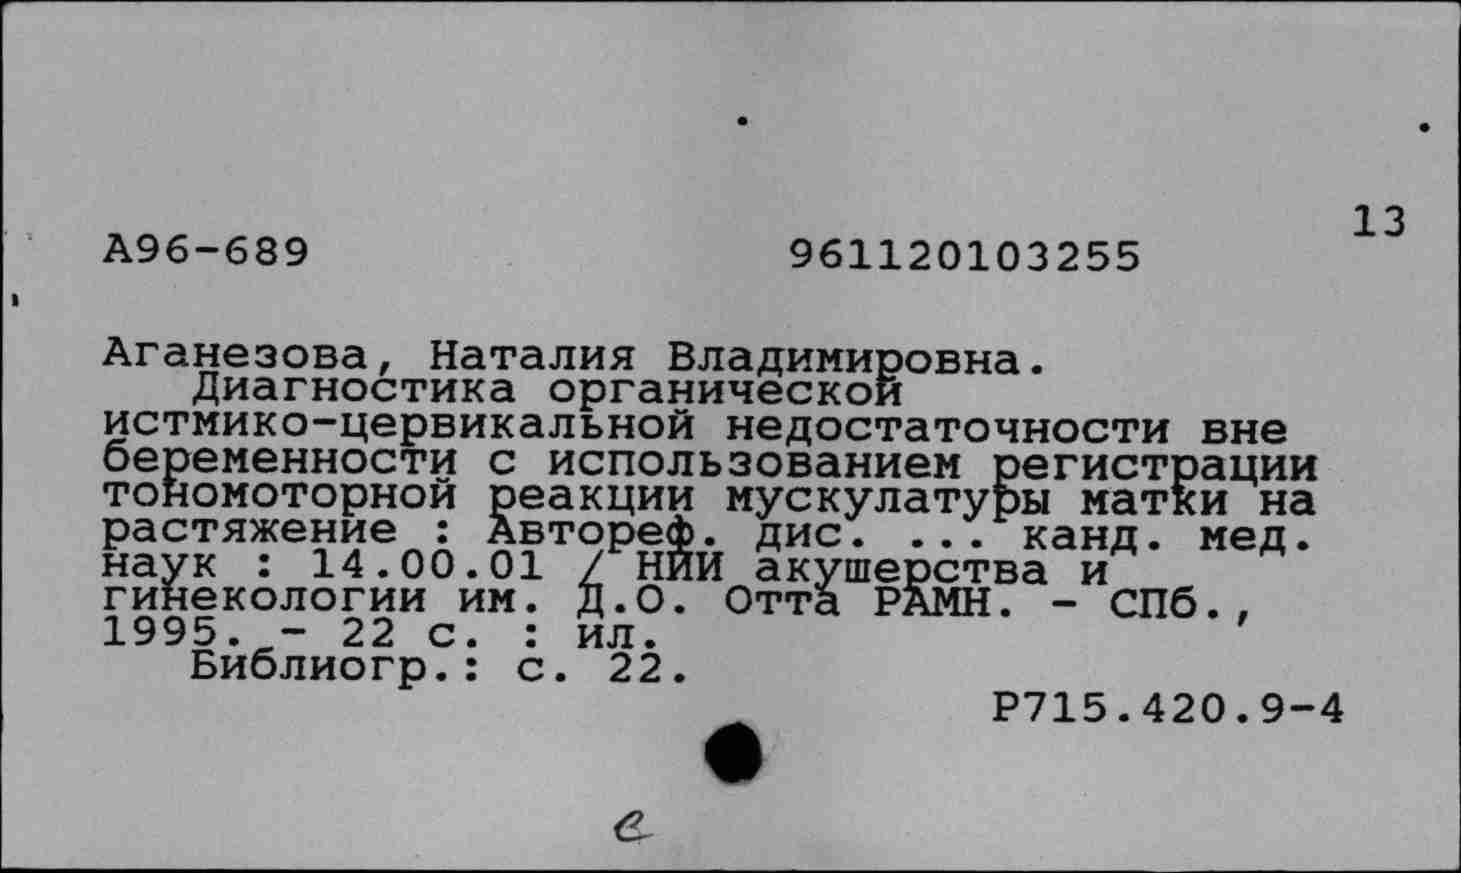 13
А96-689 961120103255
Аганезова, Наталия Владимировна.
Диагностика органической
истмико-цервикальной недостаточности вне
беременности с использованием регистрации
тономоторной реакции мускулатуры матки на
растяжение : Автореф. дис. ... канд. мед.
наук : 14.00.01 / НИИ акушерства и
гинекологии им. Д.О. Отта РАМН. - СПб.,
1995. - 22 с. : ил.
Библиогр.: с. 22.
Р715.420.9-4